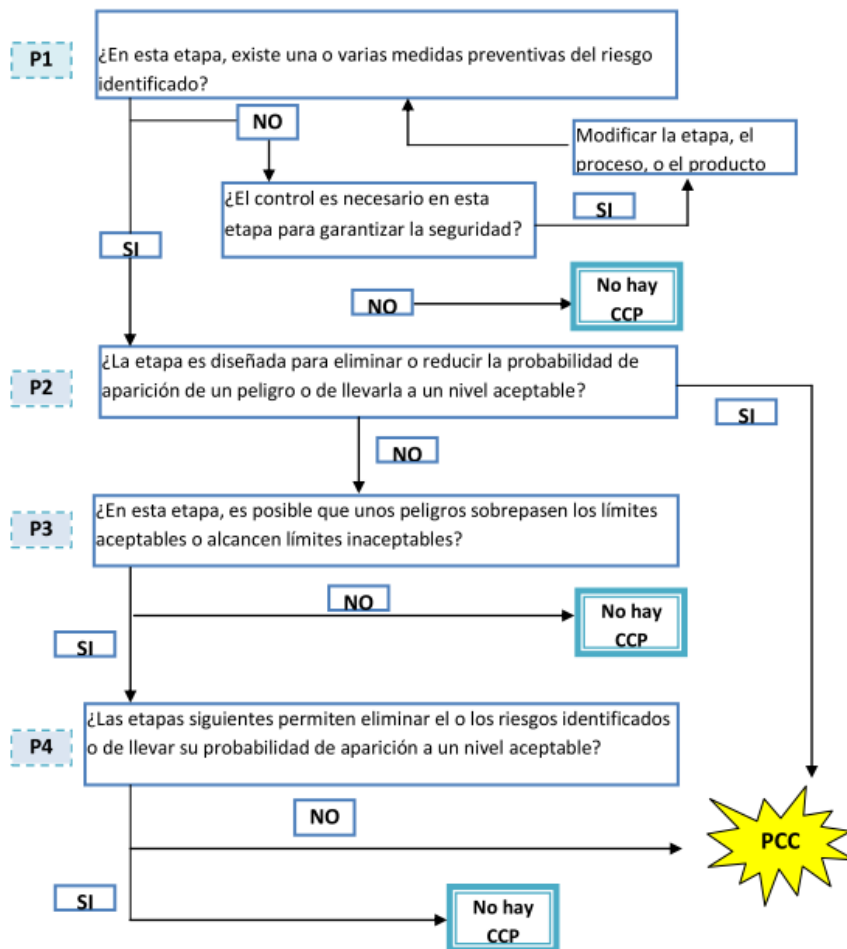 P1
¿En esta etapa, existe una o varias medidas preventivas del riesgo
identificado?
NO
Modificar la etapa, el
proceso, o el producto
¿El control es necesario en esta
etapa para garantizar la seguridad?
SI
SI
NO
No hay
CCP
P2
¿La etapa es diseñada para eliminar o reducir la probabilidad de
aparición de un peligro o de llevarla a un nivel aceptable?
SI
NO
P3
¿En esta etapa, es posible que unos peligros sobrepasen los límites
aceptables o alcancen límites inaceptables?
NO
No hay
CCP
SI
P4
¿Las etapas siguientes permiten eliminar el o los riesgos identificados
o de llevar su probabilidad de aparición a un nivel aceptable?
NO
PCC
SI
No hay
CCP